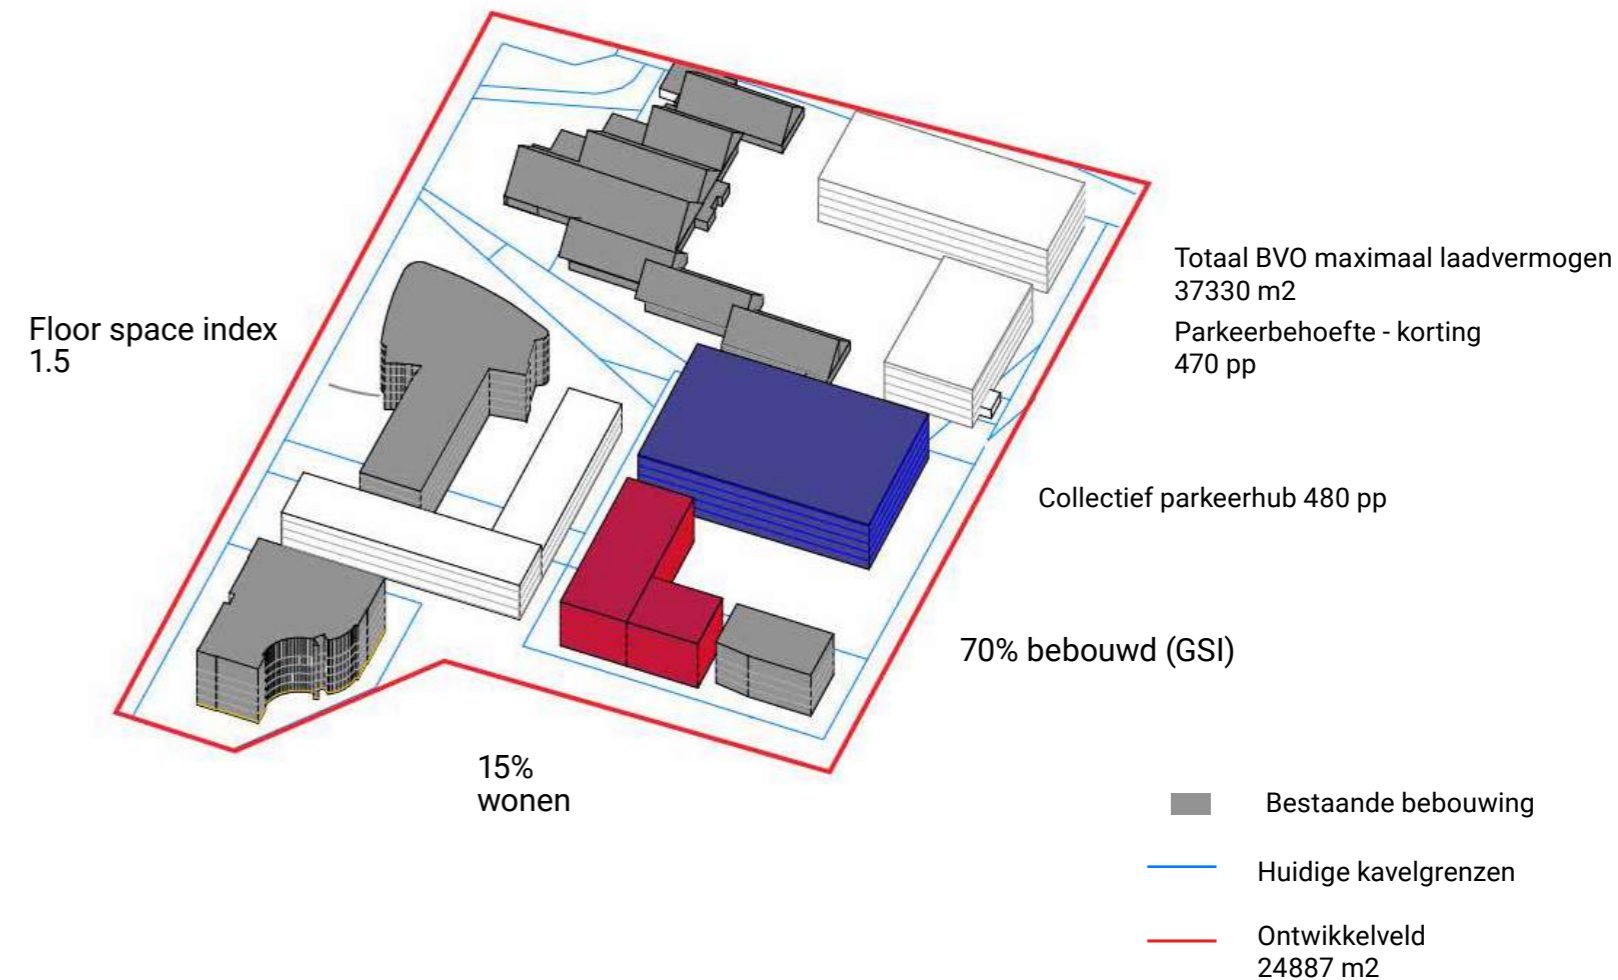 Totaal BVO maximaal laadvermogen
37330 m2
Parkeerbehoefte - korting
470 pp
Floor space index
1.5
Collectief parkeerhub 480 pp
70% bebouwd (GSI)
15%
wonen
Bestaande bebouwing
Huidige kavelgrenzen
Ontwikkelveld
24887 m2